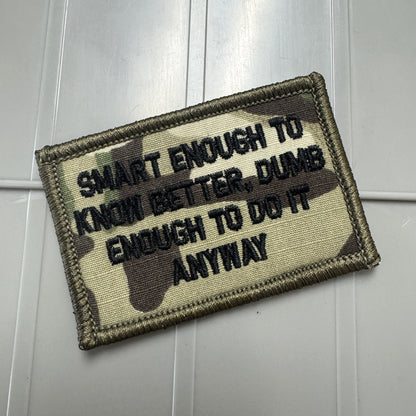 SMART ENOUGH TO
KNOW BETTER, DUMB
ENOUGH TO DO IT
ANYWAY